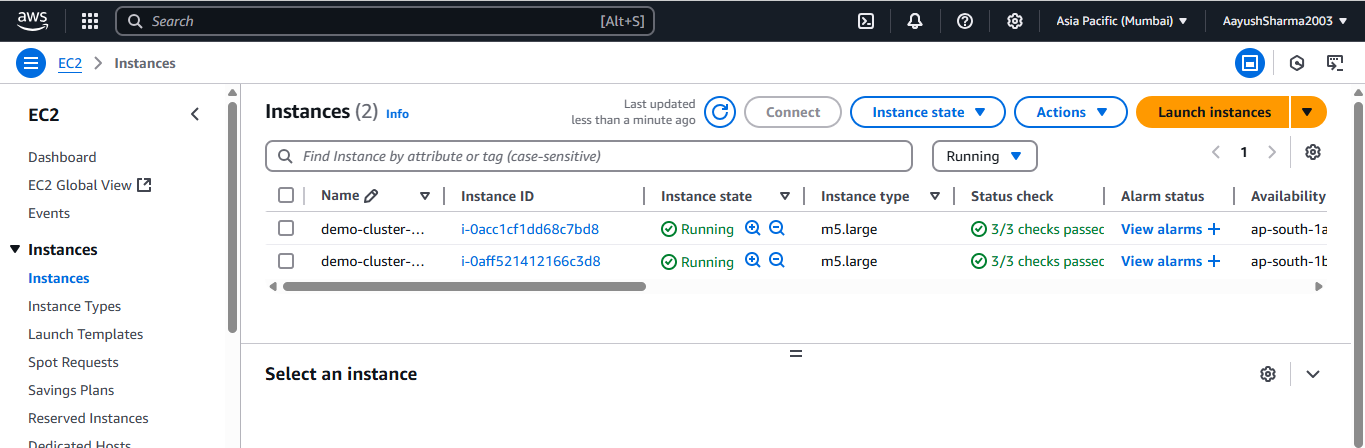 aws Search [Alt+S] Asia Pacific (Mumbai) AayushSharma2003
EC2 Instances
EC2
Dashboard
EC2 Global View
Events
Instances
Instances
Instance Types
Launch Templates
Spot Requests
Savings Plans
Reserved Instances
Dedicated Hosts
Instances (2) Info
Last updated
less than a minute ago
Connect Instance state Actions Launch instances
Find Instance by attribute or tag (case-sensitive) Running 1
Name Instance ID Instance state Instance type Status check Alarm status Availability
demo-cluster-... i-0acc1cf1dd68c7bd8 Running m5.large 3/3 checks passed View alarms + ap-south-1a
demo-cluster-... i-0aff521412166c3d8 Running m5.large 3/3 checks passed View alarms + ap-south-1b
Select an instance